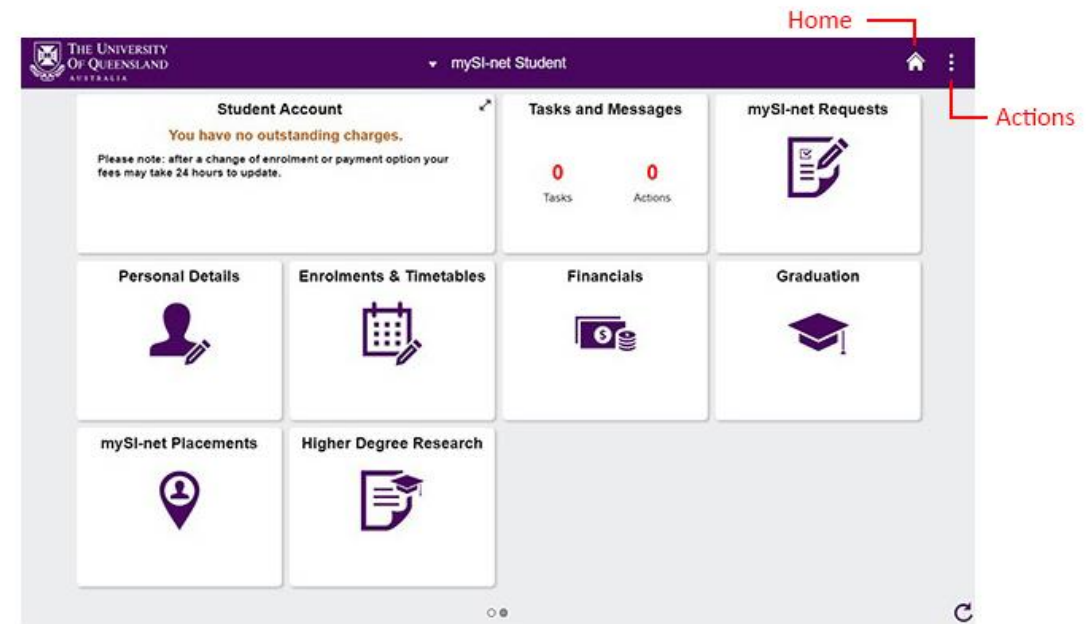 Home
THE UNIVERSITY
OF QUEENSLAND
AUSTRALIA
mySI-net Student
Actions
Student Account
You have no outstanding charges.
Please note: after a change of enrolment or payment option your
fees may take 24 hours to update.
Tasks and Messages
0 0
Tasks Actions
mySI-net Requests
Personal Details
Enrolments & Timetables
Financials
$
Graduation
mySI-net Placements
Higher Degree Research